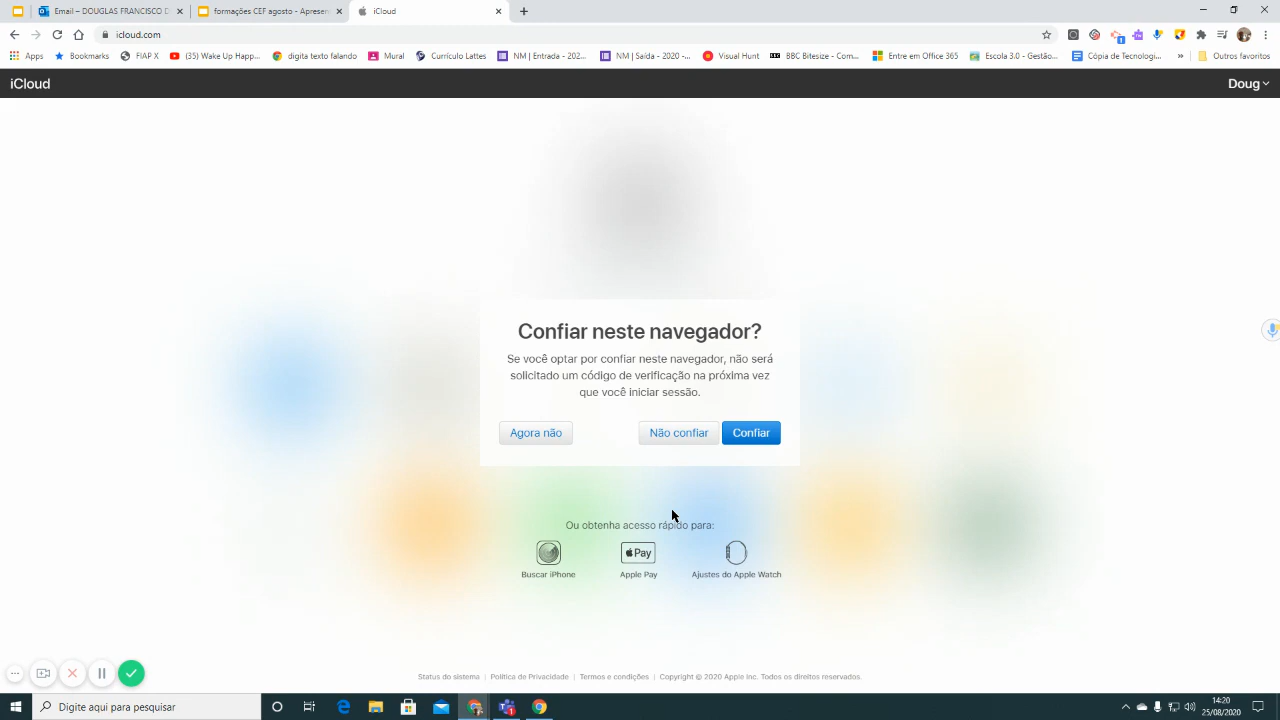 Email – DOUGLAS FRANCISCO D
formações CEF agosto - Apresen
iCloud
icloud.com
Apps
Bookmarks
FIAP X
(35) Wake Up Happ...
digita texto falando
Mural
Currículo Lattes
NM | Entrada - 202...
NM | Saída - 2020 -...
Visual Hunt
BBC Bitesize - Com...
Entre em Office 365
Escola 3.0 - Gestão...
Cópia de Tecnologi...
»
Outros favoritos
iCloud
Doug
Confiar neste navegador?
Se você optar por confiar neste navegador, não será
solicitado um código de verificação na próxima vez
que você iniciar sessão.
Agora não
Não confiar
Confiar
Ou obtenha acesso rápido para:
Pay
Buscar iPhone
Apple Pay
Ajustes do Apple Watch
Status do sistema | Política de Privacidade | Termos e condições | Copyright © 2020 Apple Inc. Todos os direitos reservados.
Digite aqui para pesquisar
14:20
25/08/2020